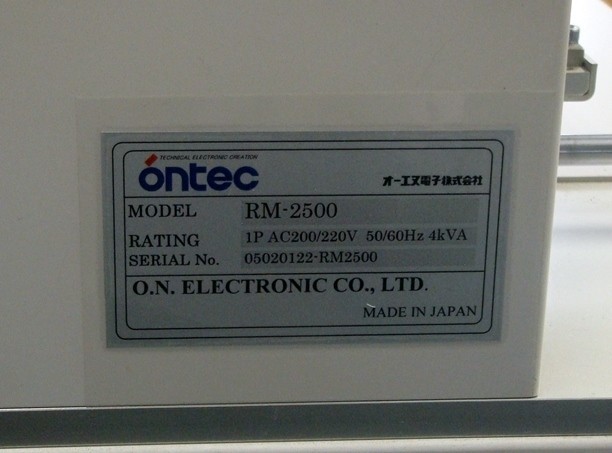 TECHNICAL ELECTRONIC CREATION
ontec
オーエヌ電子株式会社
MODEL RM-2500
RATING 1P AC200/220V 50/60Hz 4kVA
SERIAL No. 05020122-RM2500
O.N. ELECTRONIC CO., LTD.
MADE IN JAPAN